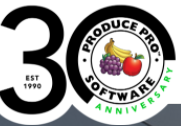 30
EST
1990
PRODUCE PRO®
SOFTWARE
ANNIVERSARY